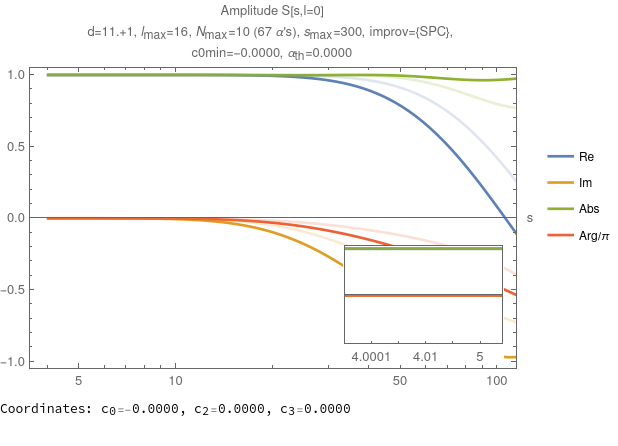 Amplitude S[s,l=0]
d=11.+1, lmax=16, Nmax=10 (67 α's), smax=300, improv={SPC},
c0min=−0.0000, αth=0.0000
1.0
0.5
0.0
−0.5
−1.0
s
Re
Im
Abs
Arg/π
4.0001 4.01 5
5 10 50 100
Coordinates: c0=-0.0000, c2=0.0000, c3=0.0000